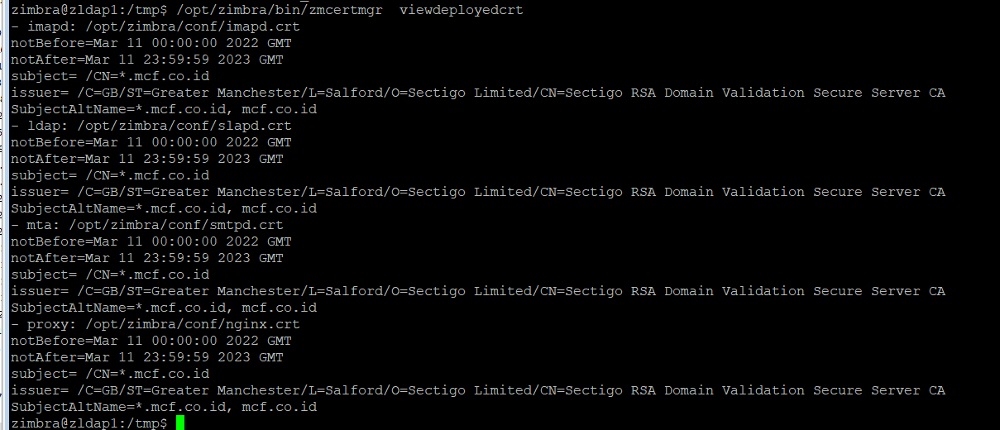 zimbra@zldap1:/tmp$ /opt/zimbra/bin/zmcertmgr  viewdeployedcrt
- imapd: /opt/zimbra/conf/imapd.crt
notBefore=Mar 11 00:00:00 2022 GMT
notAfter=Mar 11 23:59:59 2023 GMT
subject= /CN=*.mcf.co.id
issuer= /C=GB/ST=Greater Manchester/L=Salford/O=Sectigo Limited/CN=Sectigo RSA Domain Validation Secure Server CA
SubjectAltName=*.mcf.co.id, mcf.co.id
- ldap: /opt/zimbra/conf/slapd.crt
notBefore=Mar 11 00:00:00 2022 GMT
notAfter=Mar 11 23:59:59 2023 GMT
subject= /CN=*.mcf.co.id
issuer= /C=GB/ST=Greater Manchester/L=Salford/O=Sectigo Limited/CN=Sectigo RSA Domain Validation Secure Server CA
SubjectAltName=*.mcf.co.id, mcf.co.id
- mta: /opt/zimbra/conf/smtpd.crt
notBefore=Mar 11 00:00:00 2022 GMT
notAfter=Mar 11 23:59:59 2023 GMT
subject= /CN=*.mcf.co.id
issuer= /C=GB/ST=Greater Manchester/L=Salford/O=Sectigo Limited/CN=Sectigo RSA Domain Validation Secure Server CA
SubjectAltName=*.mcf.co.id, mcf.co.id
- proxy: /opt/zimbra/conf/nginx.crt
notBefore=Mar 11 00:00:00 2022 GMT
notAfter=Mar 11 23:59:59 2023 GMT
subject= /CN=*.mcf.co.id
issuer= /C=GB/ST=Greater Manchester/L=Salford/O=Sectigo Limited/CN=Sectigo RSA Domain Validation Secure Server CA
SubjectAltName=*.mcf.co.id, mcf.co.id
zimbra@zldap1:/tmp$